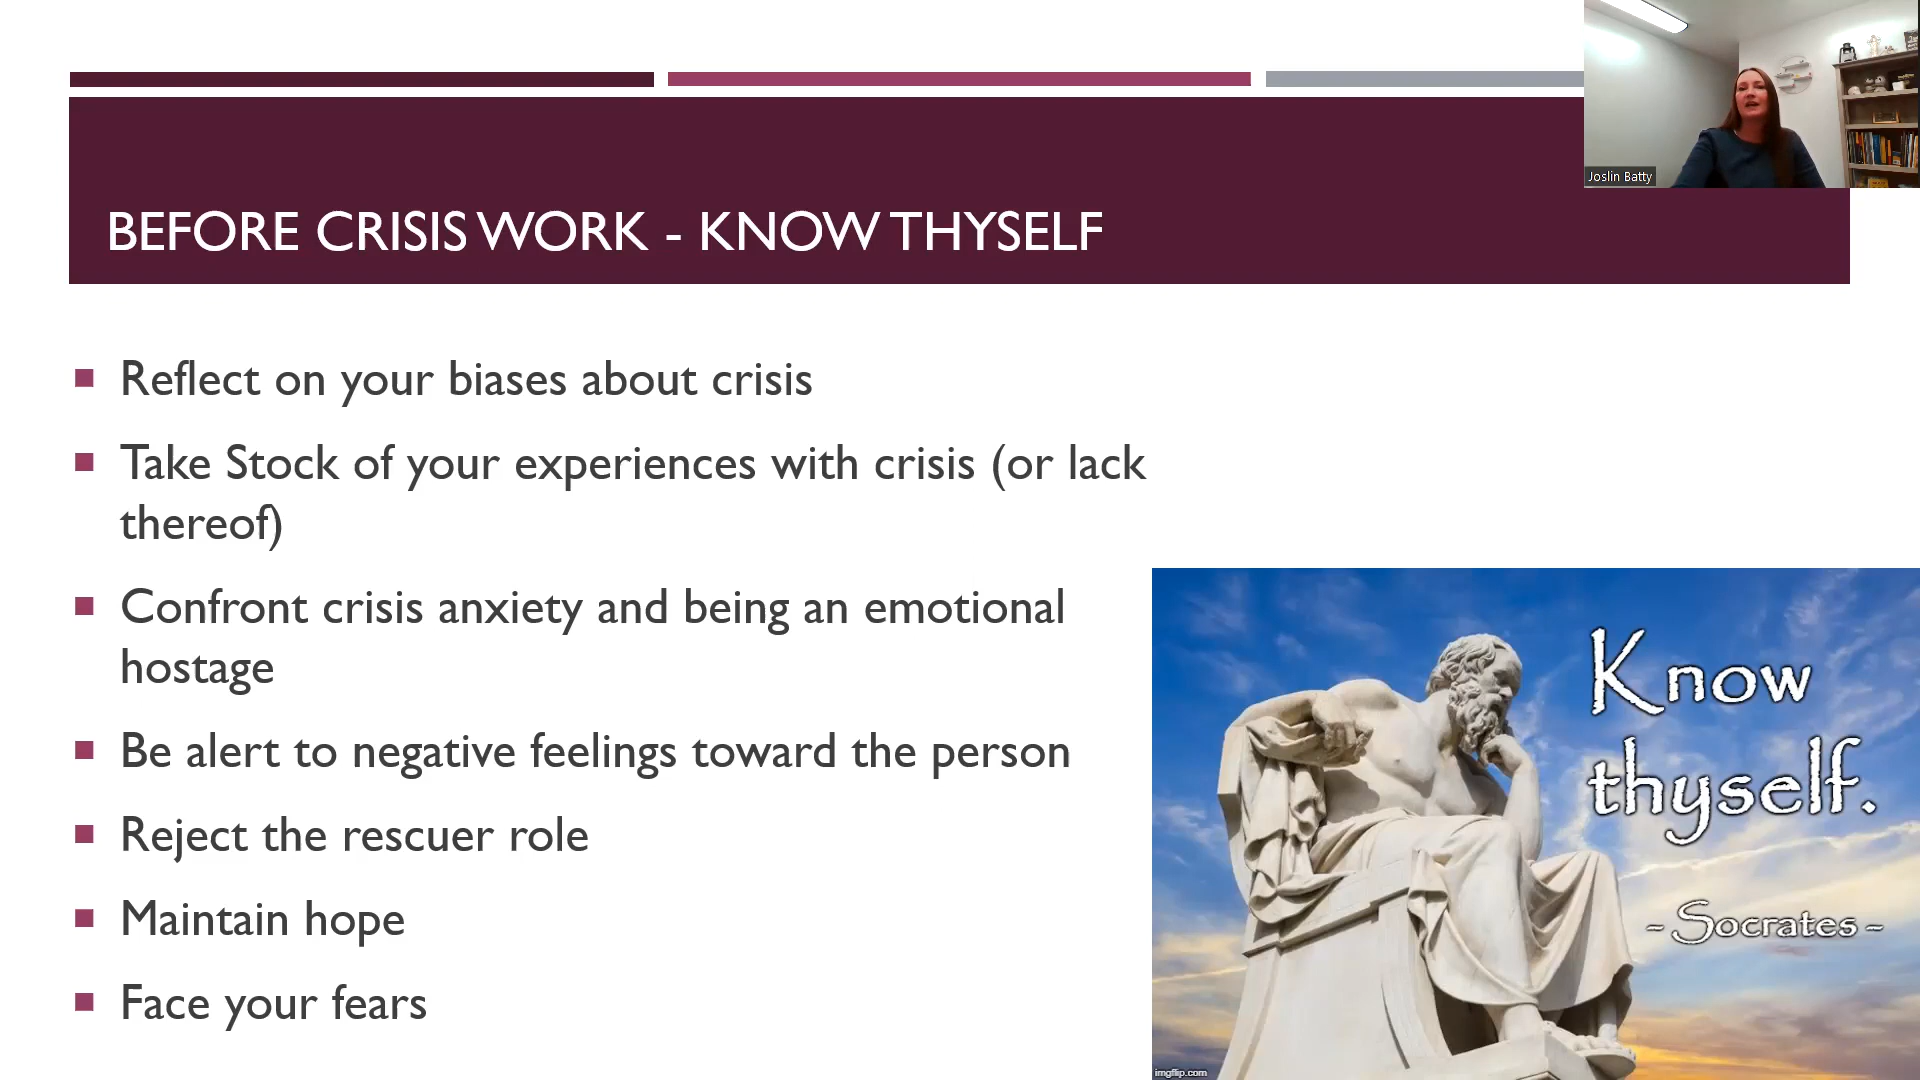 Joslin Batty
BEFORE CRISIS WORK - KNOW THYSELF
Reflect on your biases about crisis
Take Stock of your experiences with crisis (or lack
thereof)
Confront crisis anxiety and being an emotional
hostage
Be alert to negative feelings toward the person
Reject the rescuer role
Maintain hope
Face your fears
Know
thyself.
~ Socrates ~
imgflip.com